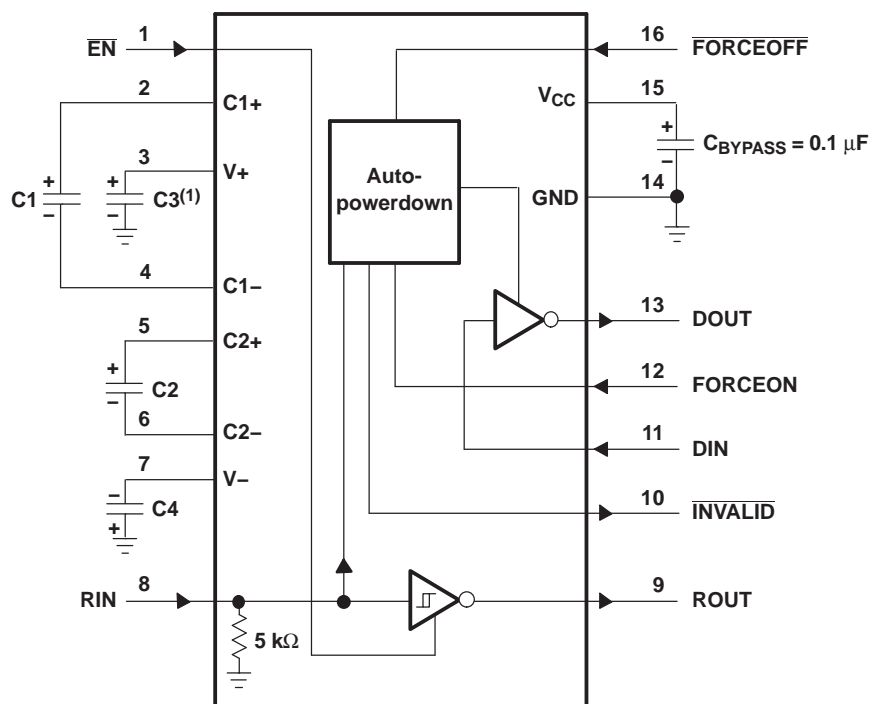 1
EN
16
FORCEOFF
2
C1+
VCC
15
+
CBYPASS = 0.1 μF
–
3
V+
+
C1
–
+
C3(1)
–
Auto-
powerdown
GND
14
4
C1–
13
DOUT
5
C2+
+
C2
–
12
FORCEON
6
C2–
11
DIN
7
V–
–
C4
+
10
INVALID
8
RIN
9
ROUT
5 kΩ